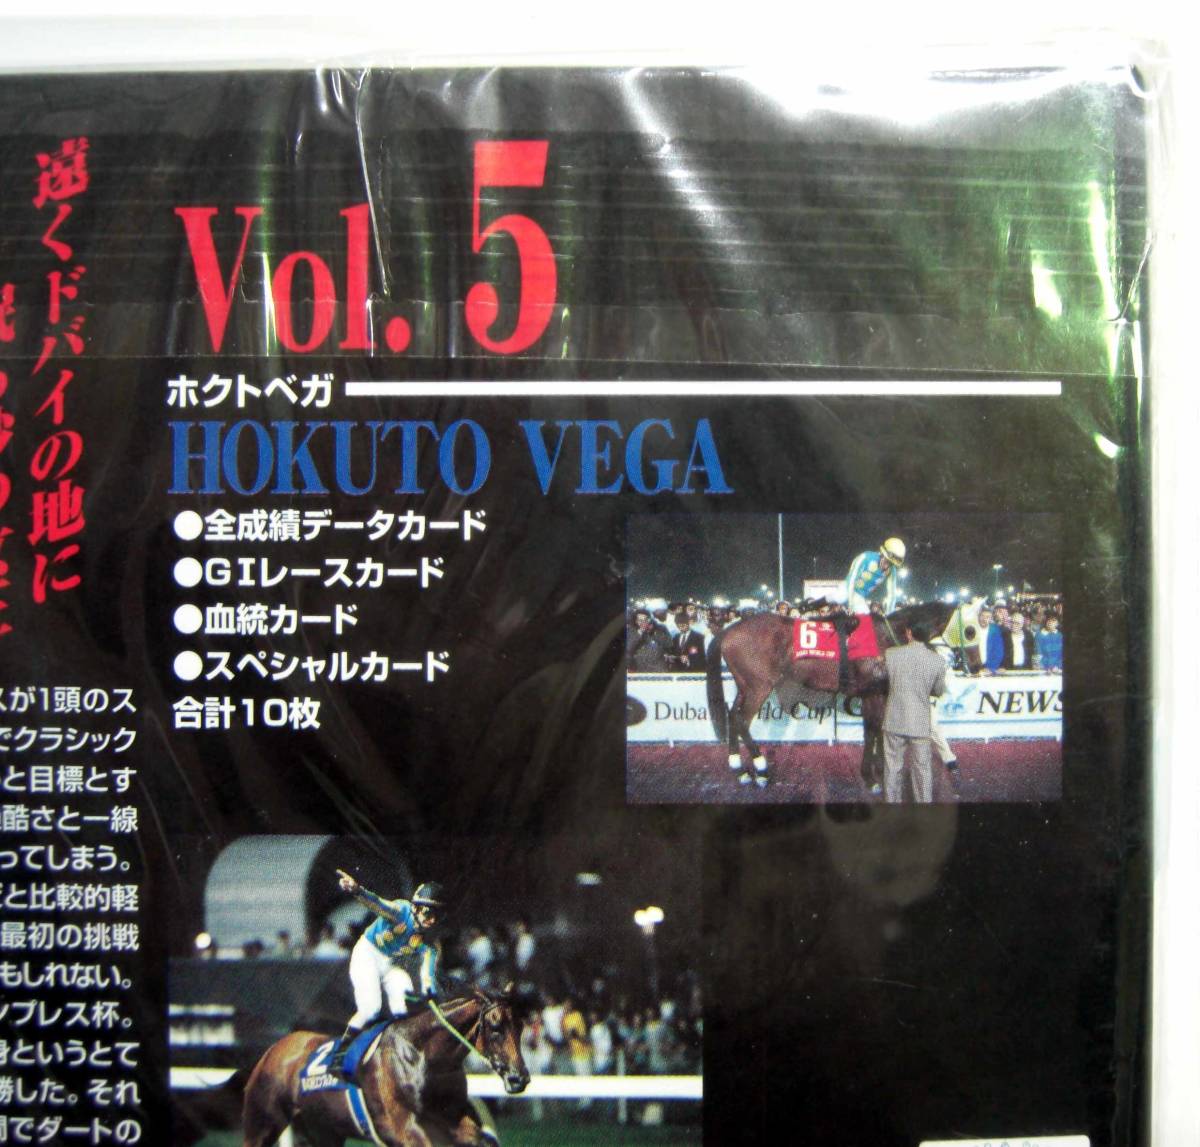 Vol. 5
ホクトベガ
HOKUTO VEGA
●全成績データカード
●GIレースカード
●血統カード
●スペシャルカード
合計10枚
遠くドバイの地に
スが1頭のス
でクラシック
と目標とす
酷さと一線
ってしまう。
と比較的軽
最初の挑戦
もしれない。
ンプレス杯。
身というとて
勝した。それ
間でダートの
6
DUBAI WORLD CUP
Dubai World Cup
NEWS
2